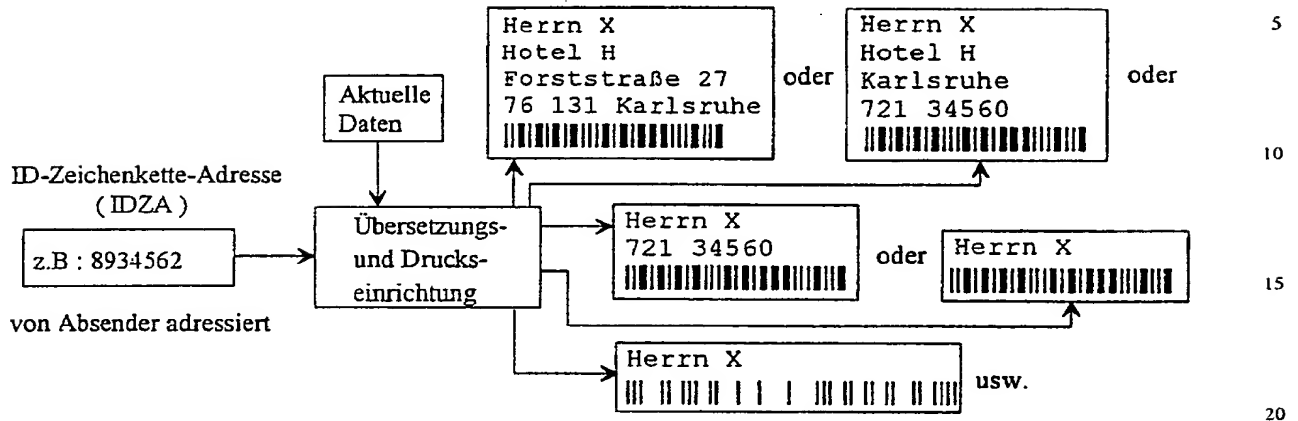 5
Herrn X
Hotel H
Forststraße 27
76 131 Karlsruhe
oder
Herrn X
Hotel H
Karlsruhe
721 34560
oder
Aktuelle
Daten
10
ID-Zeichenkette-Adresse
( IDZA )
z.B : 8934562
von Absender adressiert
Übersetzungs-
und Drucks-
einrichtung
Herrn X
721 34560
oder
Herrn X
15
Herrn X
usw.
20